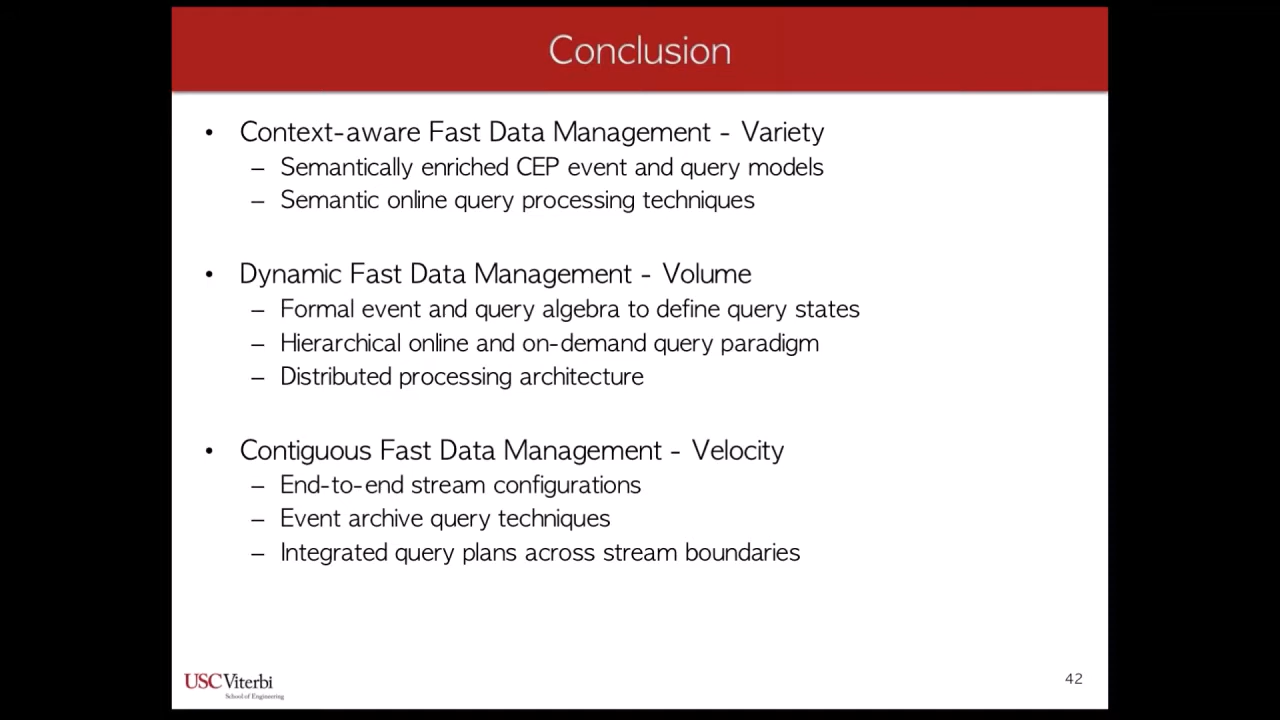 Conclusion
• Context-aware Fast Data Management - Variety
– Semantically enriched CEP event and query models
– Semantic online query processing techniques
• Dynamic Fast Data Management - Volume
– Formal event and query algebra to define query states
– Hierarchical online and on-demand query paradigm
– Distributed processing architecture
• Contiguous Fast Data Management - Velocity
– End-to-end stream configurations
– Event archive query techniques
– Integrated query plans across stream boundaries
USC Viterbi
School of Engineering
42